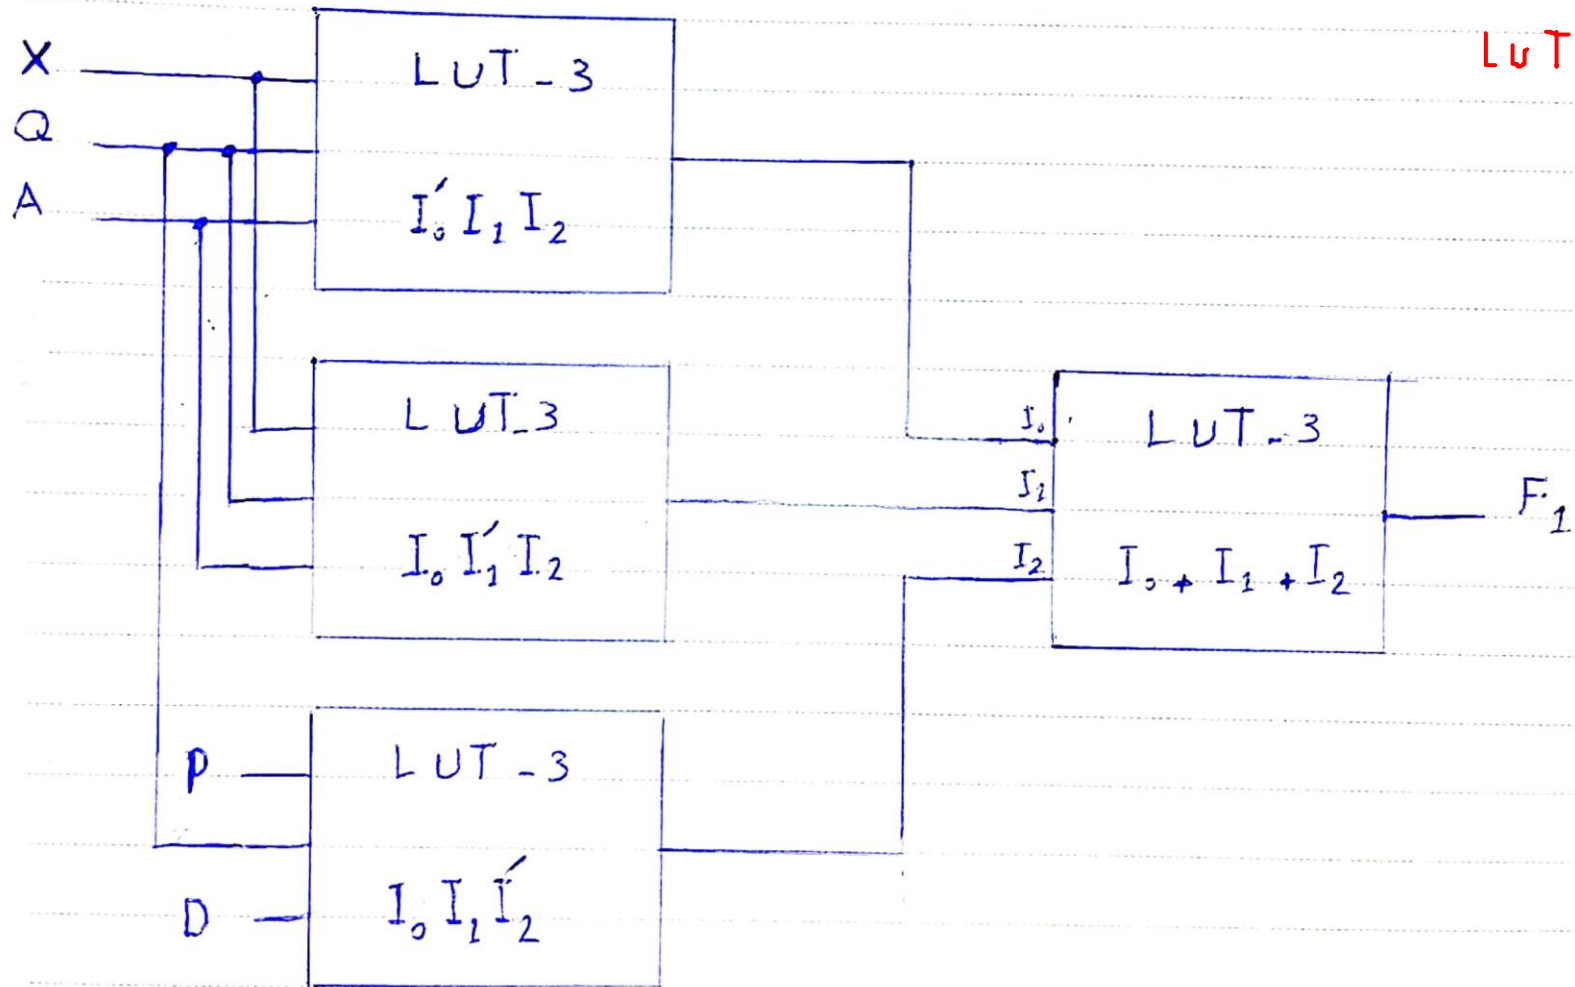 LUT
X
Q
A
LUT-3
I₀' I₁ I₂
LUT-3
I₀ I₁' I₂
P
D
LUT-3
I₀ I₁ I₂'
I₀
I₁
I₂
LUT-3
I₀ + I₁ + I₂
F₁